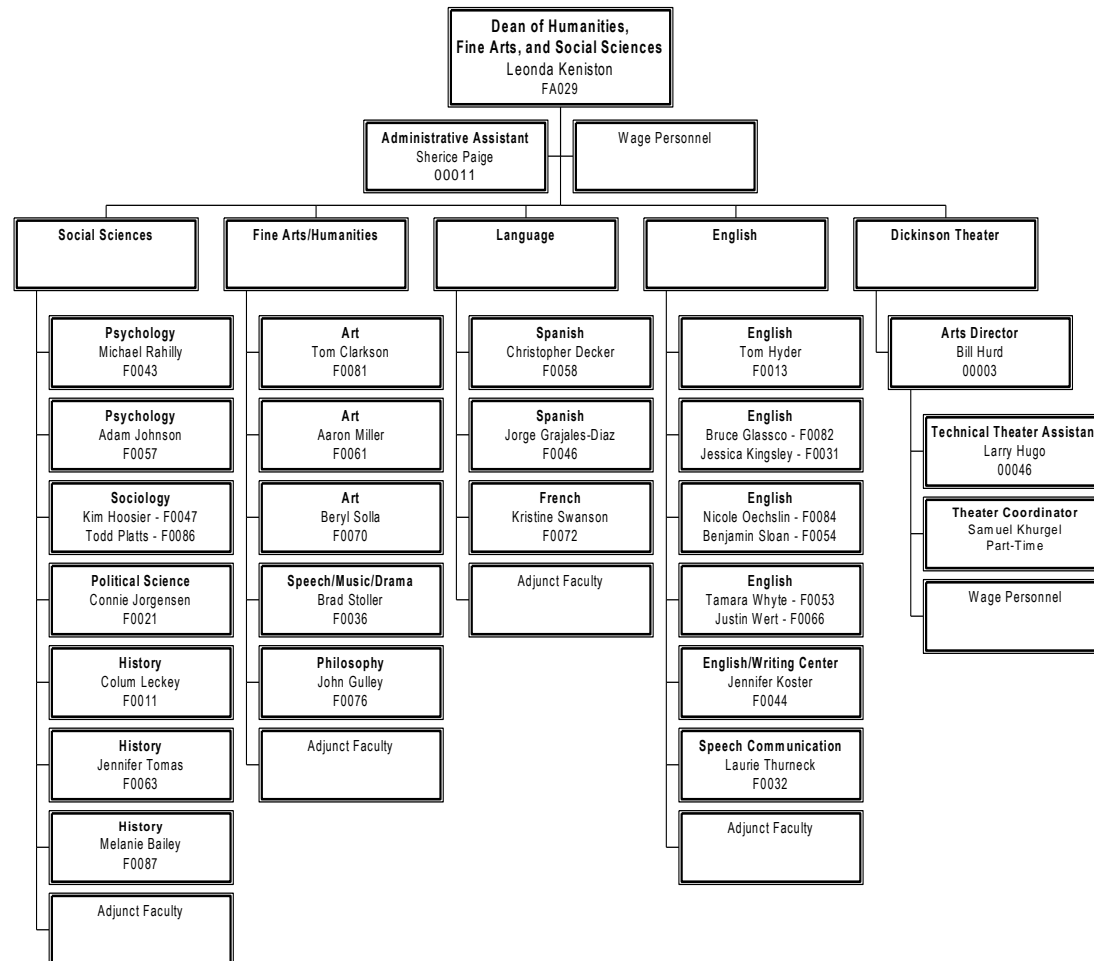 Dean of Humanities,
Fine Arts, and Social Sciences
Leonda Keniston
FA029
Administrative Assistant
Sherice Paige
00011
Wage Personnel
Social Sciences
Fine Arts/Humanities
Language
English
Dickinson Theater
Psychology
Michael Rahilly
F0043
Psychology
Adam Johnson
F0057
Sociology
Kim Hoosier - F0047
Todd Platts - F0086
Political Science
Connie Jorgensen
F0021
History
Colum Leckey
F0011
History
Jennifer Tomas
F0063
History
Melanie Bailey
F0087
Adjunct Faculty
Art
Tom Clarkson
F0081
Art
Aaron Miller
F0061
Art
Beryl Solla
F0070
Speech/Music/Drama
Brad Stoller
F0036
Philosophy
John Gulley
F0076
Adjunct Faculty
Spanish
Christopher Decker
F0058
Spanish
Jorge Grajales-Diaz
F0046
French
Kristine Swanson
F0072
Adjunct Faculty
English
Tom Hyder
F0013
English
Bruce Glassco - F0082
Jessica Kingsley - F0031
English
Nicole Oechslin - F0084
Benjamin Sloan - F0054
English
Tamara Whyte - F0053
Justin Wert - F0066
English/Writing Center
Jennifer Koster
F0044
Speech Communication
Laurie Thurneck
F0032
Adjunct Faculty
Arts Director
Bill Hurd
00003
Technical Theater Assistan
Larry Hugo
00046
Theater Coordinator
Samuel Khurgel
Part-Time
Wage Personnel